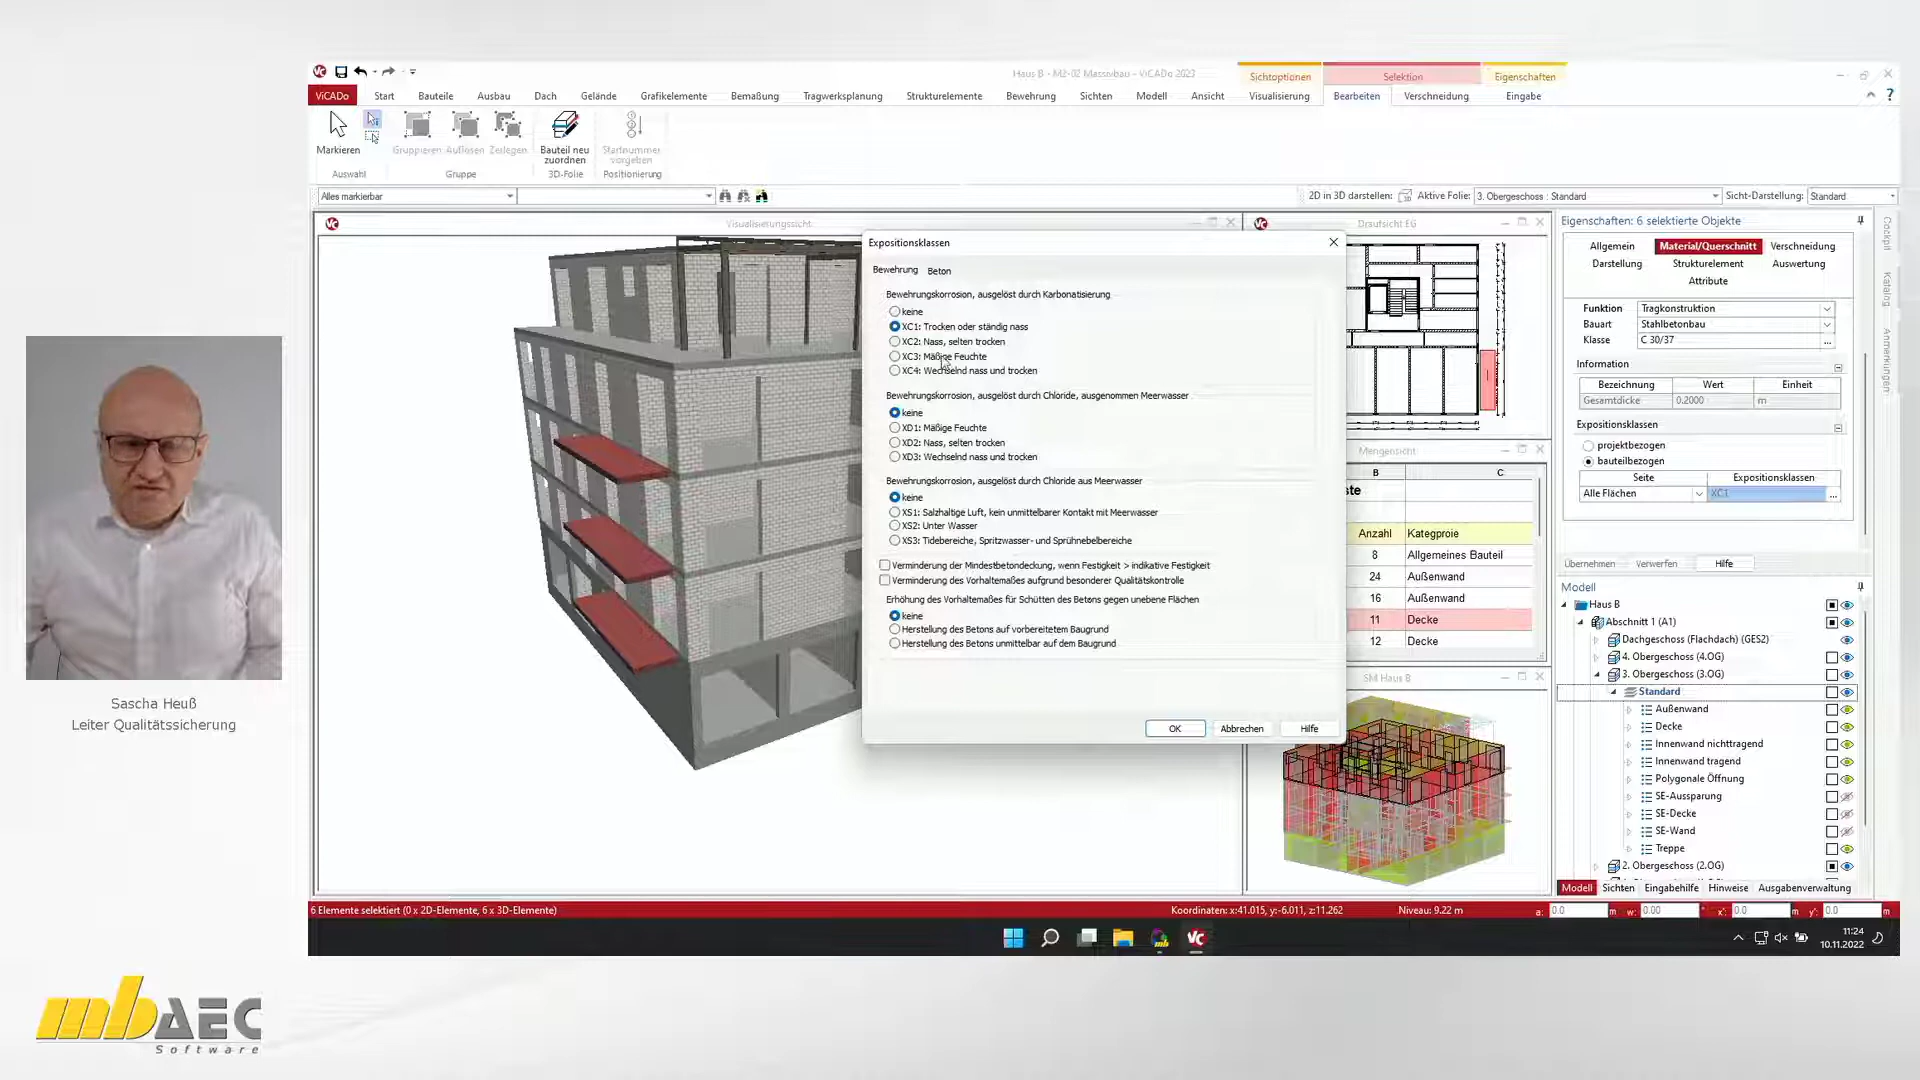 Haus B - M2-02 Massivbau - ViCADo 2023
Sichtoptionen
Selektion
Eigenschaften
ViCADo
Start
Bauteile
Ausbau
Dach
Gelände
Grafikelemente
Bemaßung
Tragwerksplanung
Strukturelemente
Bewehrung
Sichten
Modell
Ansicht
Visualisierung
Bearbeiten
Verschneidung
Eingabe
Markieren
Gruppieren
Auflösen
Zerlegen
Bauteil neu
zuordnen
Startnummer
vorgeben
Auswahl
Gruppe
3D-Folie
Positionierung
Alles markierbar
2D in 3D darstellen:
Aktive Folie:
3. Obergeschoss : Standard
Sicht-Darstellung:
Standard
Visualisierungssicht
Expositionsklassen
Bewehrung
Beton
Bewehrungskorrosion, ausgelöst durch Karbonatisierung
keine
XC1: Trocken oder ständig nass
XC2: Nass, selten trocken
XC3: Mäßige Feuchte
XC4: Wechselnd nass und trocken
Bewehrungskorrosion, ausgelöst durch Chloride, ausgenommen Meerwasser
keine
XD1: Mäßige Feuchte
XD2: Nass, selten trocken
XD3: Wechselnd nass und trocken
Bewehrungskorrosion, ausgelöst durch Chloride aus Meerwasser
keine
XS1: Salzhaltige Luft, kein unmittelbarer Kontakt mit Meerwasser
XS2: Unter Wasser
XS3: Tidebereiche, Spritzwasser- und Sprühnebelbereiche
Verminderung der Mindestbetondeckung, wenn Festigkeit > indikative Festigkeit
Verminderung des Vorhaltemaßes aufgrund besonderer Qualitätskontrolle
Erhöhung des Vorhaltemaßes für Schütten des Betons gegen unebene Flächen
keine
Herstellung des Betons auf vorbereitetem Baugrund
Herstellung des Betons unmittelbar auf dem Baugrund
OK
Abbrechen
Hilfe
Draufsicht EG
Mengensicht
B
C
ste
Anzahl
Kategproie
8
Allgemeines Bauteil
24
Außenwand
16
Außenwand
11
Decke
12
Decke
SM Haus B
Eigenschaften: 6 selektierte Objekte
Allgemein
Material/Querschnitt
Verschneidung
Darstellung
Strukturelement
Auswertung
Attribute
Funktion
Tragkonstruktion
Bauart
Stahlbetonbau
Klasse
C 30/37
...
Information
Bezeichnung
Wert
Einheit
Gesamtdicke
0.2000
m
Expositionsklassen
projektbezogen
bauteilbezogen
Seite
Expositionsklassen
Alle Flächen
XC1
...
Übernehmen
Verwerfen
Hilfe
Cockpit
Katalog
Anmerkungen
Modell
Haus B
Abschnitt 1 (A1)
Dachgeschoss (Flachdach) (GES2)
4. Obergeschoss (4.OG)
3. Obergeschoss (3.OG)
Standard
Außenwand
Decke
Innenwand nichttragend
Innenwand tragend
Polygonale Öffnung
SE-Aussparung
SE-Decke
SE-Wand
Treppe
2. Obergeschoss (2.OG)
Modell
Sichten
Eingabehilfe
Hinweise
Ausgabenverwaltung
6 Elemente selektiert (0 x 2D-Elemente, 6 x 3D-Elemente)
Koordinaten: x:41.015, y:-6.011, z:11.262
Niveau: 9.22 m
a: 0.0 m
w: 0.00 °
x': 0.0 m
y': 0.0 m
11:24
10.11.2022
Sascha Heuß
Leiter Qualitätssicherung
mbAEC
Software